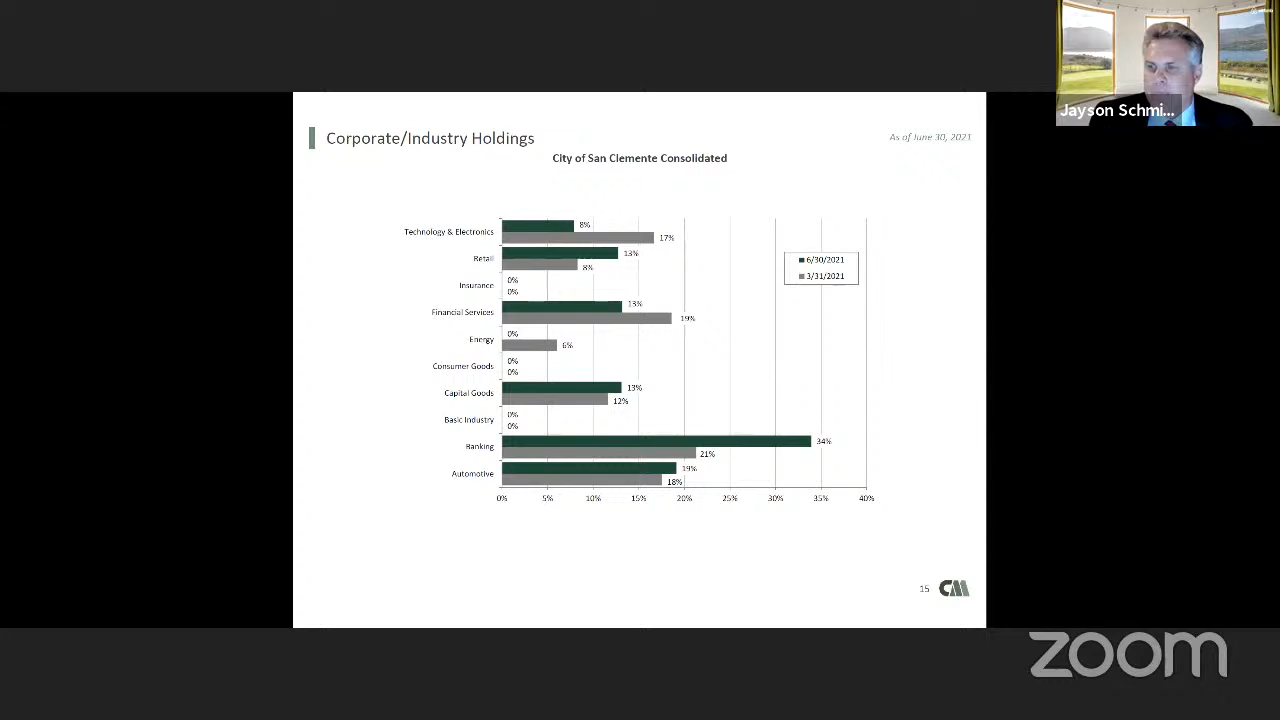 Jayson Schmi...
Corporate/Industry Holdings
As of June 30, 2021
City of San Clemente Consolidated
Technology & Electronics
8%
17%
Retail
13%
8%
Insurance
0%
0%
Financial Services
13%
19%
Energy
0%
6%
Consumer Goods
0%
0%
Capital Goods
13%
12%
Basic Industry
0%
0%
Banking
34%
21%
Automotive
19%
18%
6/30/2021
3/31/2021
0% 5% 10% 15% 20% 25% 30% 35% 40%
15
CM
zoom